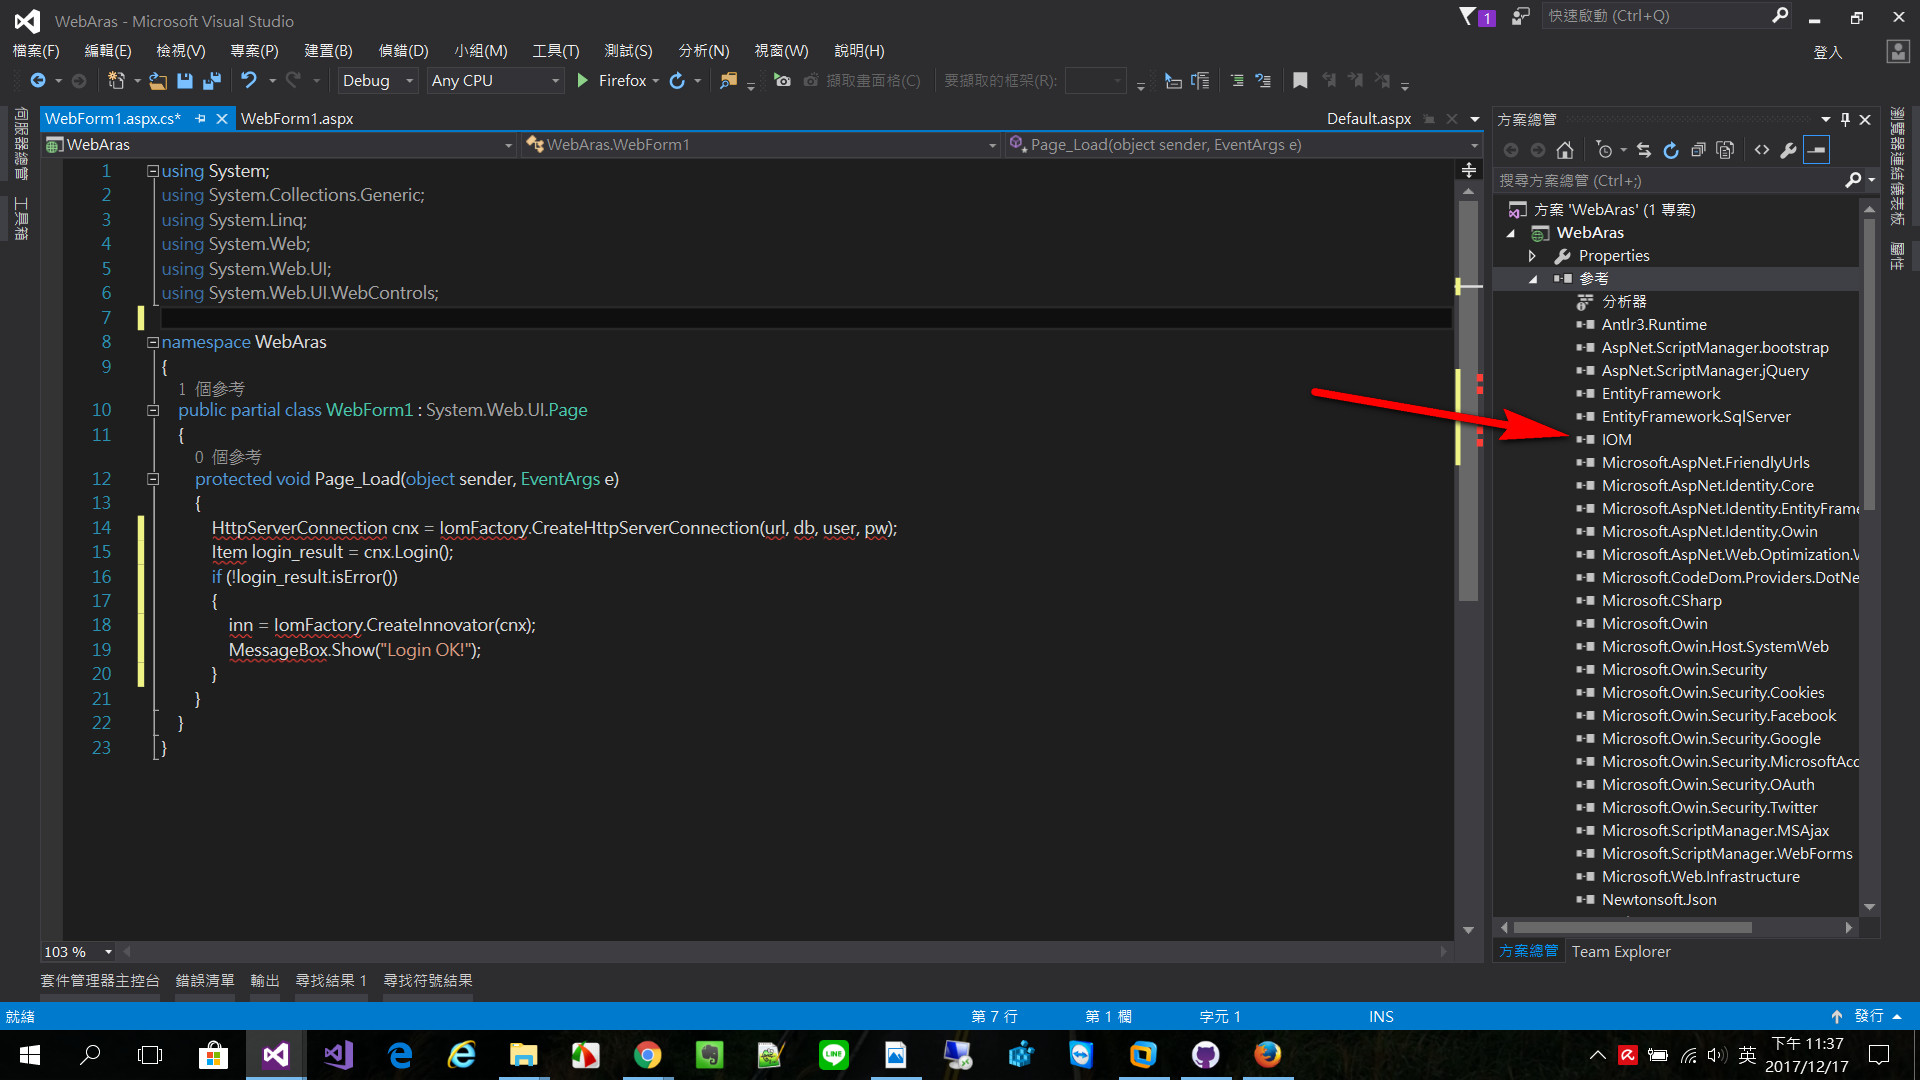 WebAras - Microsoft Visual Studio
1
快速啟動 (Ctrl+Q)
檔案(F) 編輯(E) 檢視(V) 專案(P) 建置(B) 偵錯(D) 小組(M) 工具(T) 測試(S) 分析(N) 視窗(W) 說明(H)
登入
Debug Any CPU Firefox 擷取畫面格(C) 要擷取的框架(R):
伺服器總管
工具箱
WebForm1.aspx.cs* WebForm1.aspx Default.aspx
WebAras WebAras.WebForm1 Page_Load(object sender, EventArgs e)
1 using System;
2 using System.Collections.Generic;
3 using System.Linq;
4 using System.Web;
5 using System.Web.UI;
6 using System.Web.UI.WebControls;
7
8 namespace WebAras
9 {
1 個參考
10 public partial class WebForm1 : System.Web.UI.Page
11 {
0 個參考
12 protected void Page_Load(object sender, EventArgs e)
13 {
14 HttpServerConnection cnx = IomFactory.CreateHttpServerConnection(url, db, user, pw);
15 Item login_result = cnx.Login();
16 if (!login_result.isError())
17 {
18 inn = IomFactory.CreateInnovator(cnx);
19 MessageBox.Show("Login OK!");
20 }
21 }
22 }
23 }
103 %
方案總管
搜尋方案總管 (Ctrl+;)
方案 'WebAras' (1 專案)
WebAras
Properties
參考
分析器
Antlr3.Runtime
AspNet.ScriptManager.bootstrap
AspNet.ScriptManager.jQuery
EntityFramework
EntityFramework.SqlServer
IOM
Microsoft.AspNet.FriendlyUrls
Microsoft.AspNet.Identity.Core
Microsoft.AspNet.Identity.EntityFrame
Microsoft.AspNet.Identity.Owin
Microsoft.AspNet.Web.Optimization.W
Microsoft.CodeDom.Providers.DotNe
Microsoft.CSharp
Microsoft.Owin
Microsoft.Owin.Host.SystemWeb
Microsoft.Owin.Security
Microsoft.Owin.Security.Cookies
Microsoft.Owin.Security.Facebook
Microsoft.Owin.Security.Google
Microsoft.Owin.Security.MicrosoftAcc
Microsoft.Owin.Security.OAuth
Microsoft.Owin.Security.Twitter
Microsoft.ScriptManager.MSAjax
Microsoft.ScriptManager.WebForms
Microsoft.Web.Infrastructure
Newtonsoft.Json
方案總管 Team Explorer
瀏覽器連結儀表板
屬性
套件管理器主控台 錯誤清單 輸出 尋找結果 1 尋找符號結果
就緒 第 7 行 第 1 欄 字元 1 INS 發行
LINE
英
下午 11:37
2017/12/17